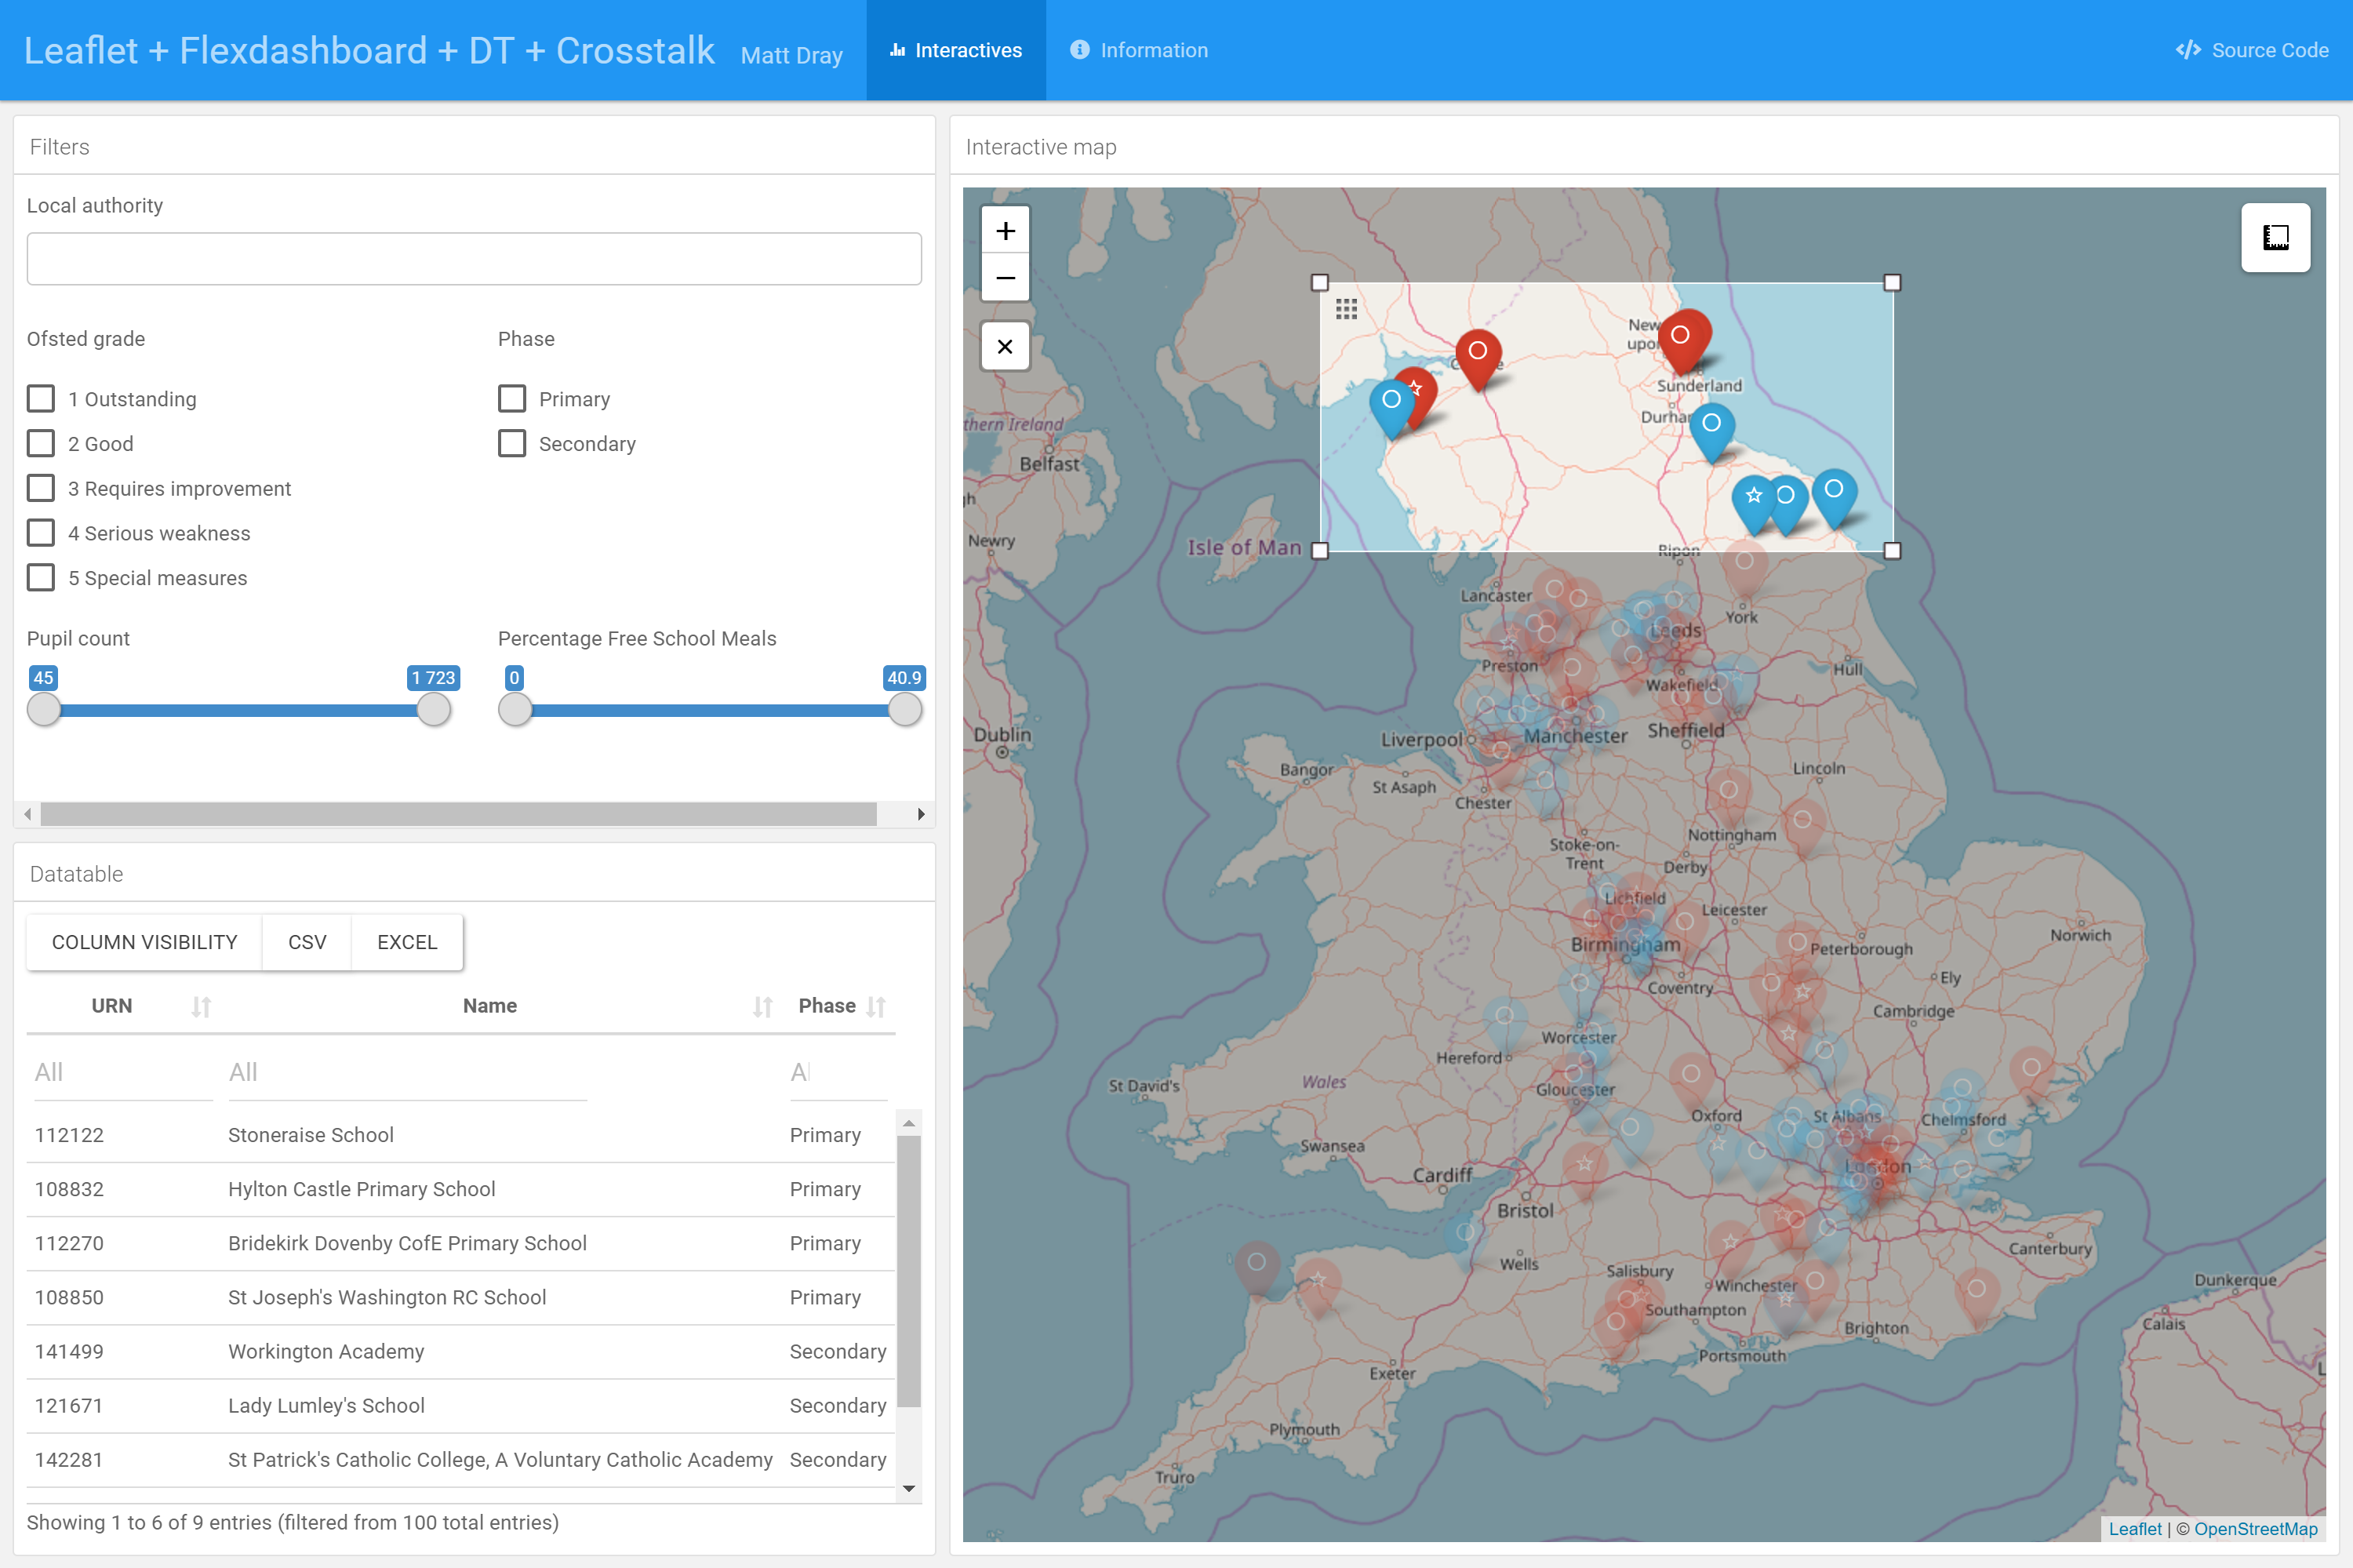 Leaflet + Flexdashboard + DT + Crosstalk Matt Dray Interactives Information Source Code
Filters
Local authority
Ofsted grade Phase
1 Outstanding Primary
2 Good Secondary
3 Requires improvement
4 Serious weakness
5 Special measures
Pupil count Percentage Free School Meals
45 1 723 0 40.9
Datatable
COLUMN VISIBILITY CSV EXCEL
URN Name Phase
All All Al
112122 Stoneraise School Primary
108832 Hylton Castle Primary School Primary
112270 Bridekirk Dovenby CofE Primary School Primary
108850 St Joseph's Washington RC School Primary
141499 Workington Academy Secondary
121671 Lady Lumley's School Secondary
142281 St Patrick's Catholic College, A Voluntary Catholic Academy Secondary
Showing 1 to 6 of 9 entries (filtered from 100 total entries)
Interactive map
+
−
×
New
upo
Sunderland
Durha
thern Ireland
Belfast
gh
Newry
Isle of Man
Ripon
Lancaster
York
Leeds
Preston
Hull
Wakefield
Dublin
Liverpool
Manchester
Sheffield
Bangor
St Asaph
Lincoln
Chester
Nottingham
Stoke-on-
Trent
Derby
Lichfield
Leicester
Birmingham
Peterborough
Norwich
Ely
Coventry
Cambridge
Worcester
Hereford
St David's
Wales
Gloucester
Oxford
St Albans
Chelmsford
Swansea
Cardiff
London
Bristol
Canterbury
Wells
Salisbury
Winchester
Dunkerque
Southampton
Calais
Brighton
Portsmouth
Exeter
Plymouth
Truro
L
Leaflet | © OpenStreetMap